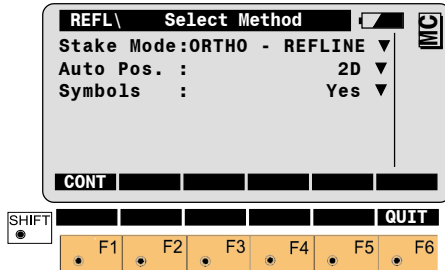 REFL\ Select Method
MC
Stake Mode:ORTHO - REFLINE ▼
Auto Pos. : 2D ▼
Symbols : Yes ▼
CONT
SHIFT
QUIT
F1 F2 F3 F4 F5 F6